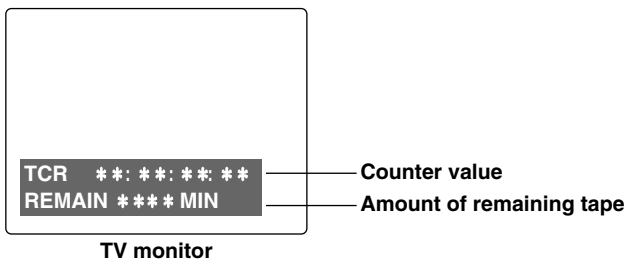 TCR **:**:**:** Counter value
REMAIN **** MIN Amount of remaining tape
TV monitor